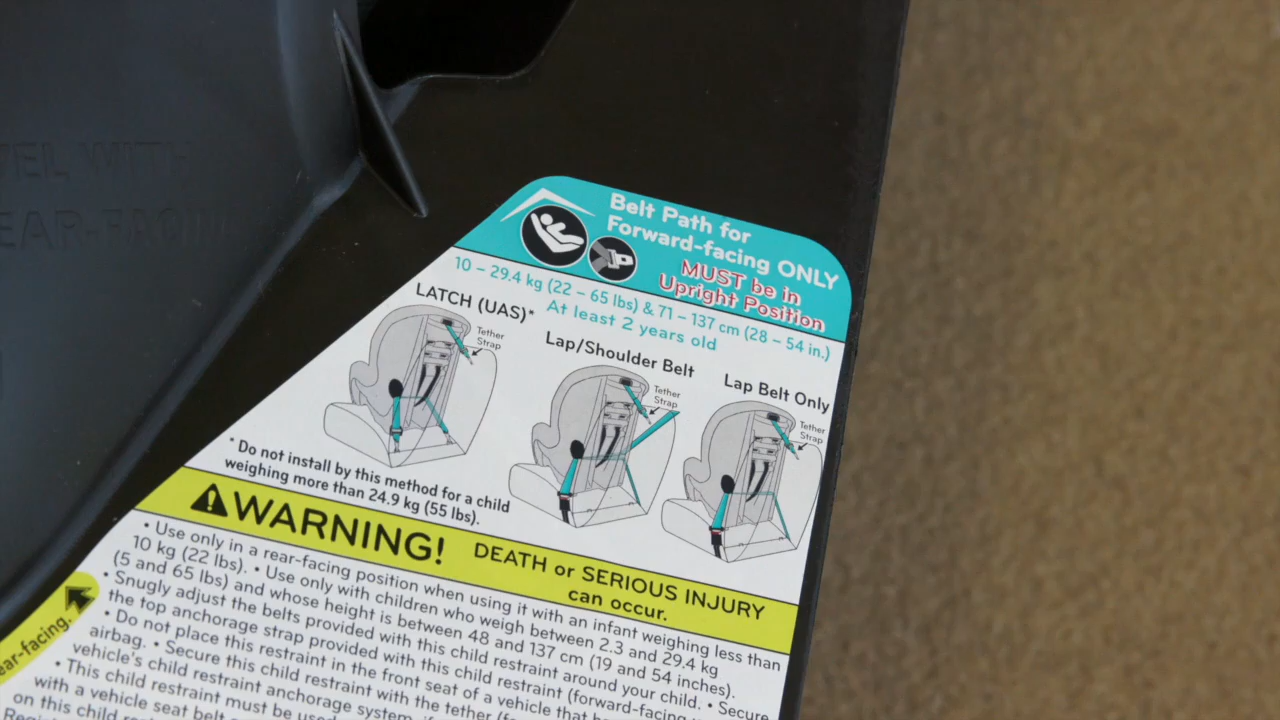 VEL WITH
EAR-FACIN
Belt Path for
Forward-facing ONLY
MUST be in
Upright Position
10 – 29.4 kg (22 – 65 lbs) & 71 – 137 cm (28 – 54 in.)
At least 2 years old
LATCH (UAS)*
Tether
Strap
Lap/Shoulder Belt
Tether
Strap
Lap Belt Only
Tether
Strap
* Do not install by this method for a child
weighing more than 24.9 kg (55 lbs).
WARNING! DEATH or SERIOUS INJURY
can occur.
• Use only in a rear-facing position when using it with an infant weighing less than
10 kg (22 lbs). • Use only with children who weigh between 2.3 and 29.4 kg
(5 and 65 lbs) and whose height is between 48 and 137 cm (19 and 54 inches).
• Snugly adjust the belts provided with this child restraint around your child. • Secure
the top anchorage strap provided with this child restraint (forward-facing
• Do not place this restraint in the front seat of a vehicle that
airbag. • Secure this child restraint with the tether
vehicle's child restraint anchorage system,
• This child restraint must be used
with a vehicle seat belt
on this child
ear-facing.